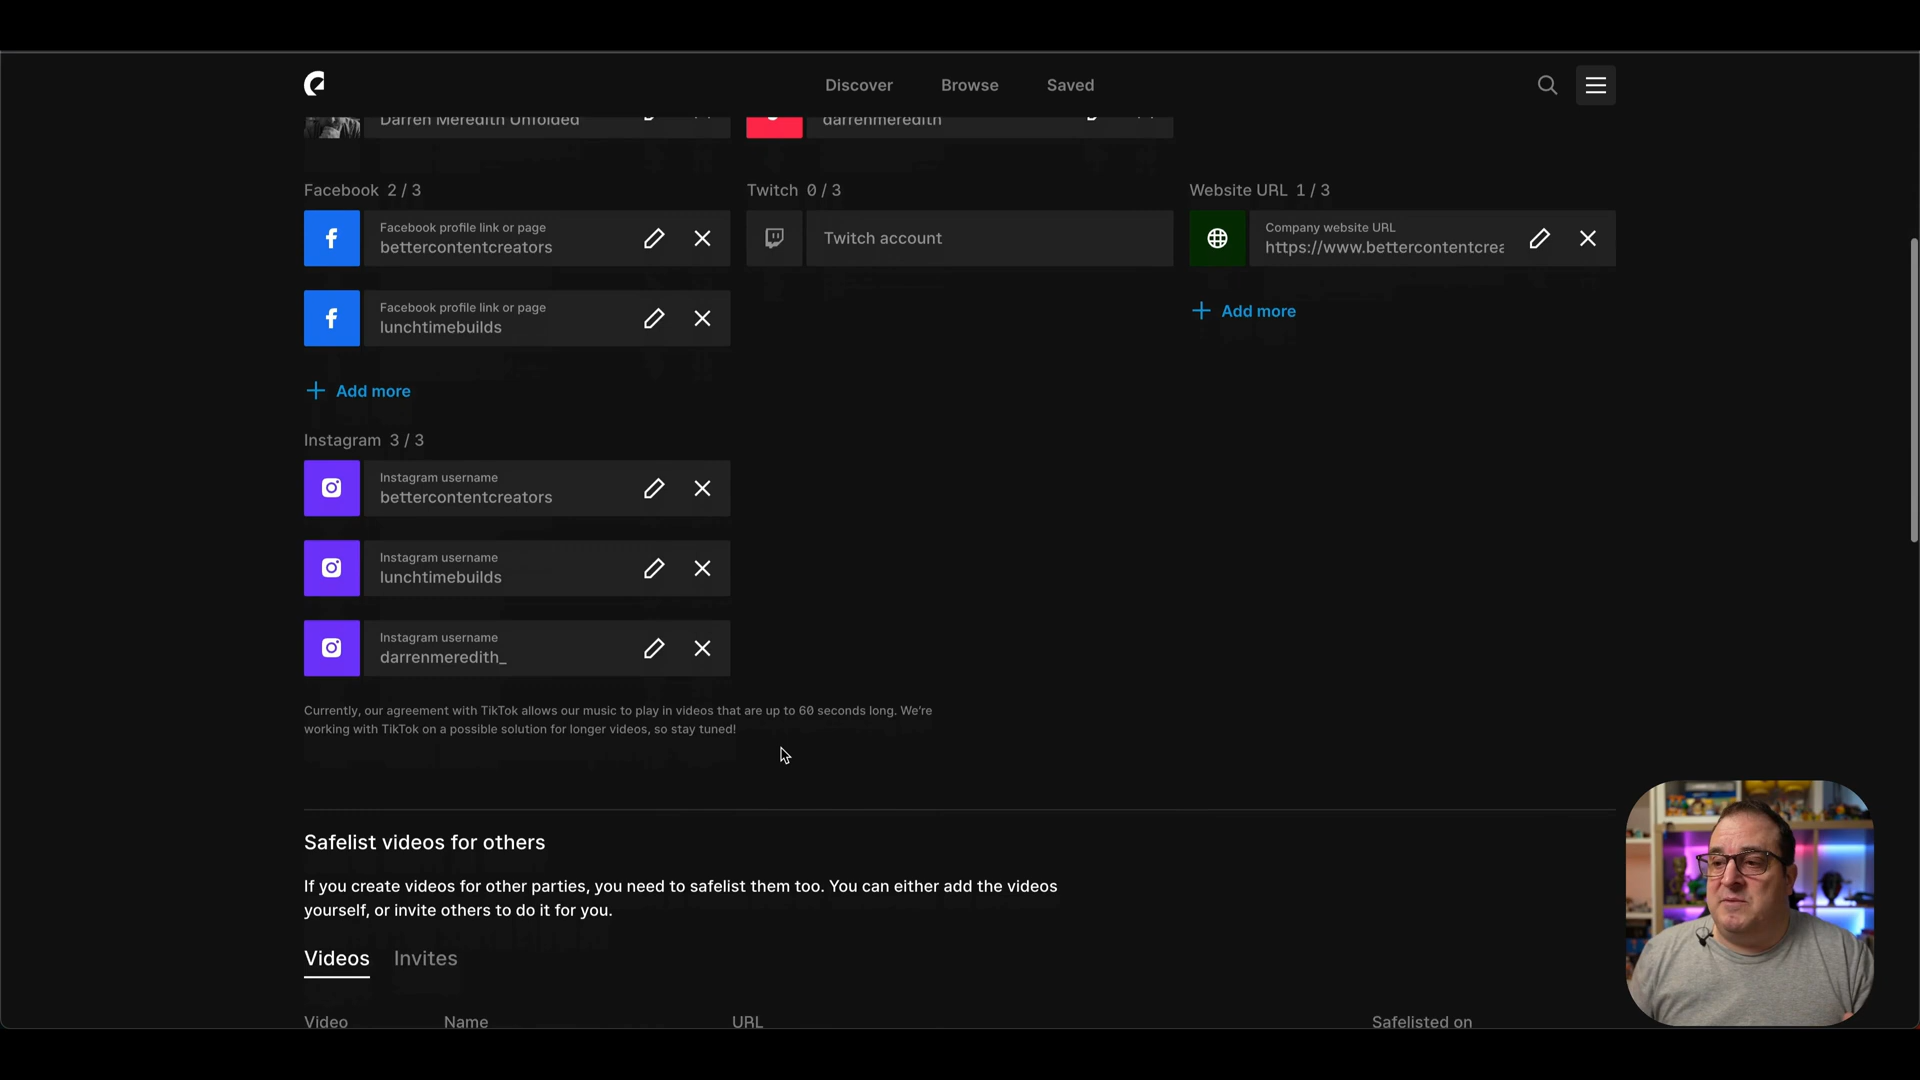 Discover Browse Saved
Darren Meredith Unfolded
darrenmeredith
Facebook 2 / 3
Facebook profile link or page
bettercontentcreators
Facebook profile link or page
lunchtimebuilds
Add more
Twitch 0 / 3
Twitch account
Website URL 1 / 3
Company website URL
https://www.bettercontentcrea
Add more
Instagram 3 / 3
Instagram username
bettercontentcreators
Instagram username
lunchtimebuilds
Instagram username
darrenmeredith_
Currently, our agreement with TikTok allows our music to play in videos that are up to 60 seconds long. We're
working with TikTok on a possible solution for longer videos, so stay tuned!
Safelist videos for others
If you create videos for other parties, you need to safelist them too. You can either add the videos
yourself, or invite others to do it for you.
Videos Invites
Video Name URL Safelisted on